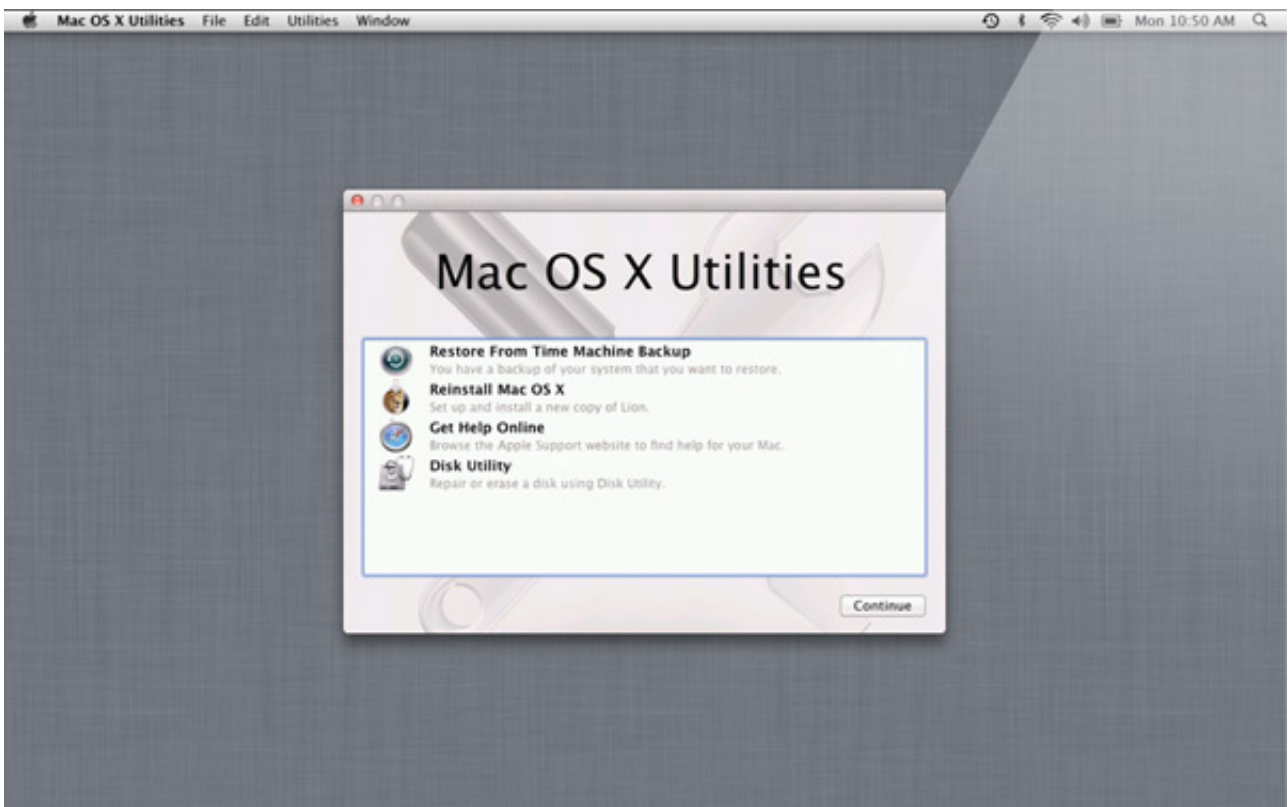 Mac OS X Utilities File Edit Utilities Window Mon 10:50 AM
Mac OS X Utilities
Restore From Time Machine Backup
You have a backup of your system that you want to restore.
Reinstall Mac OS X
Set up and install a new copy of Lion.
Get Help Online
Browse the Apple Support website to find help for your Mac.
Disk Utility
Repair or erase a disk using Disk Utility.
Continue